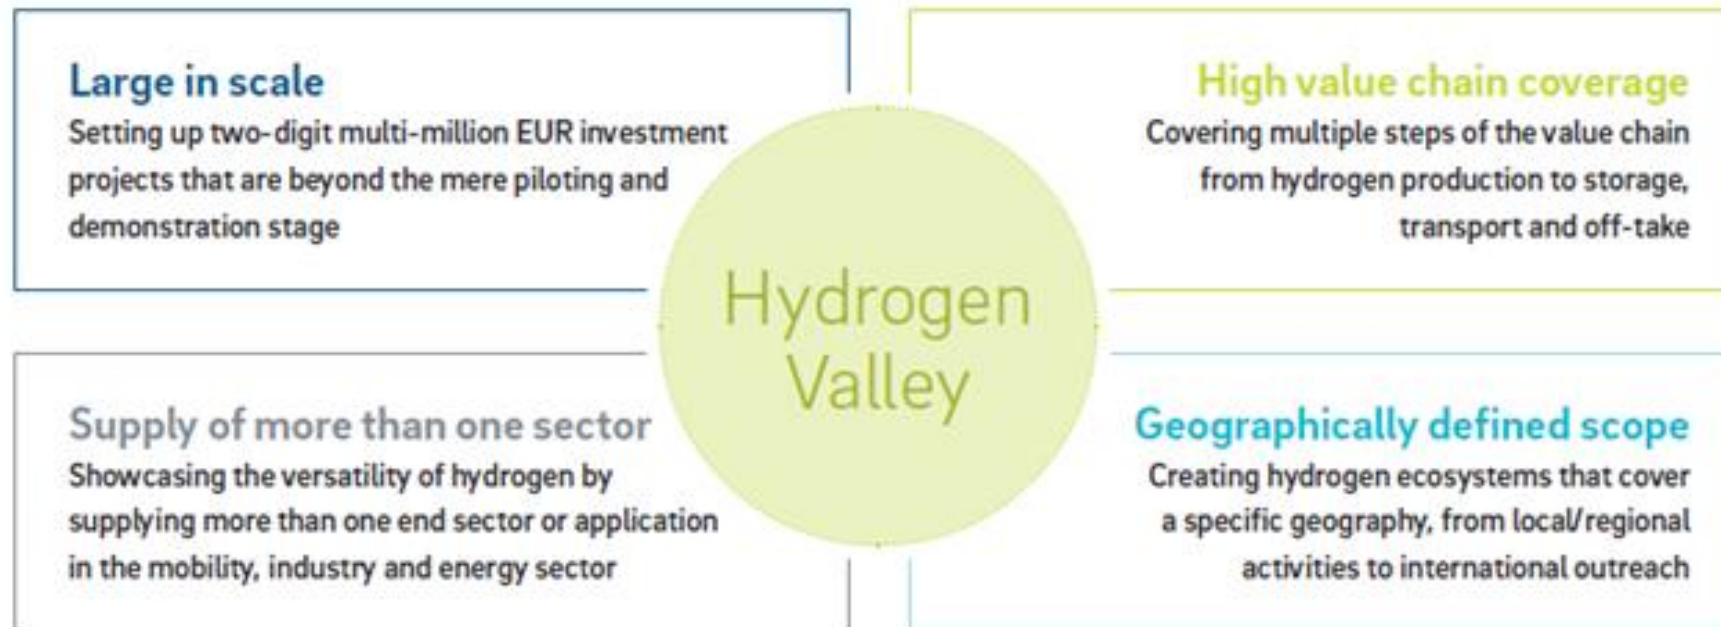 Large in scale
Setting up two-digit multi-million EUR investment
projects that are beyond the mere piloting and
demonstration stage
High value chain coverage
Covering multiple steps of the value chain
from hydrogen production to storage,
transport and off-take
Hydrogen
Valley
Supply of more than one sector
Showcasing the versatility of hydrogen by
supplying more than one end sector or application
in the mobility, industry and energy sector
Geographically defined scope
Creating hydrogen ecosystems that cover
a specific geography, from local/regional
activities to international outreach